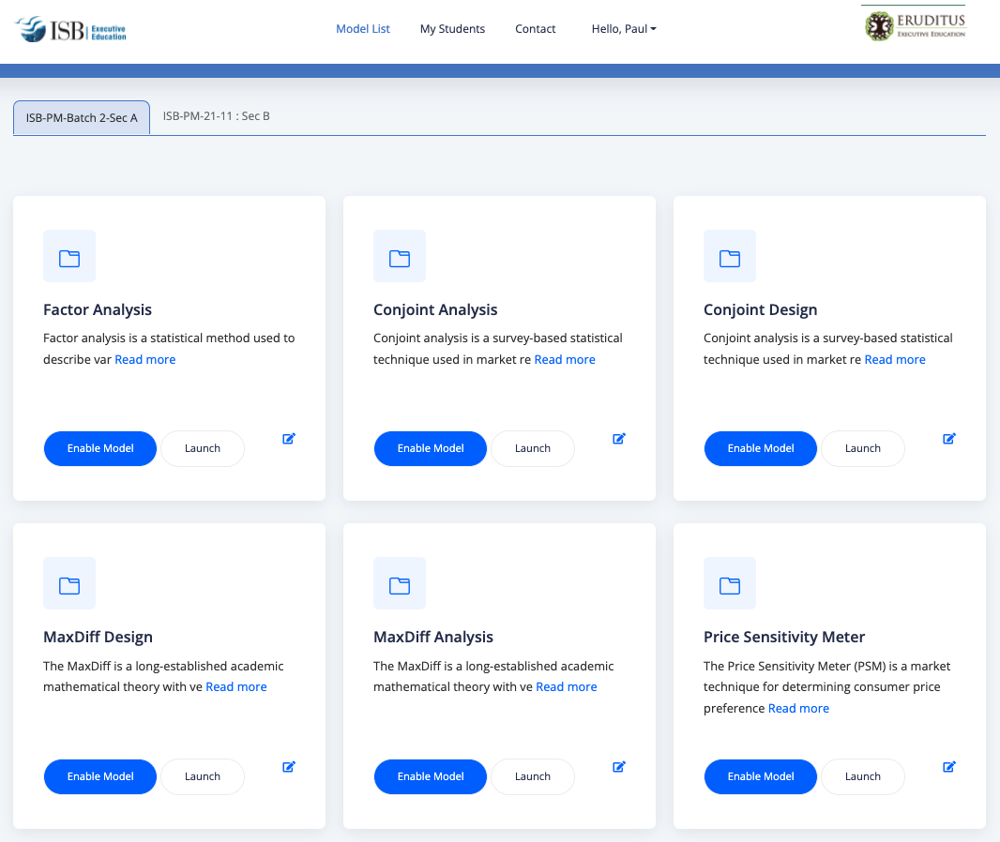 ISB Executive Education
Model List My Students Contact Hello, Paul
ERUDITUS
EXECUTIVE EDUCATION
ISB-PM-Batch 2-Sec A ISB-PM-21-11 : Sec B
Factor Analysis
Factor analysis is a statistical method used to
describe var Read more
Enable Model Launch
Conjoint Analysis
Conjoint analysis is a survey-based statistical
technique used in market re Read more
Enable Model Launch
Conjoint Design
Conjoint analysis is a survey-based statistical
technique used in market re Read more
Enable Model Launch
MaxDiff Design
The MaxDiff is a long-established academic
mathematical theory with ve Read more
Enable Model Launch
MaxDiff Analysis
The MaxDiff is a long-established academic
mathematical theory with ve Read more
Enable Model Launch
Price Sensitivity Meter
The Price Sensitivity Meter (PSM) is a market
technique for determining consumer price
preference Read more
Enable Model Launch